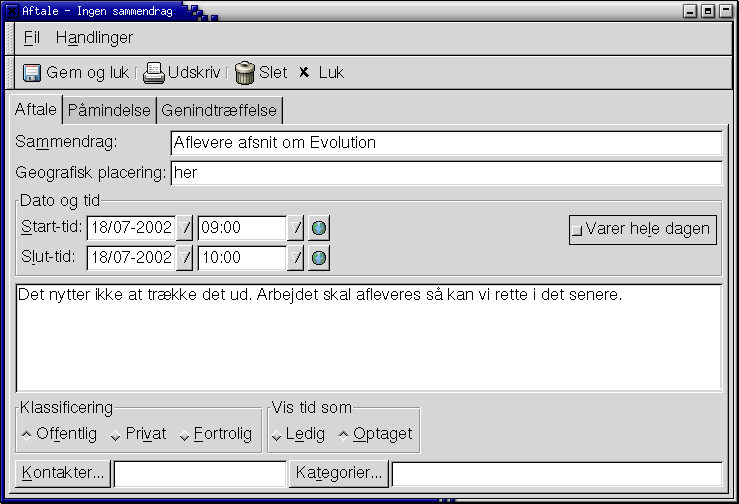 Aftale - Ingen sammendrag
Fil Handlinger
Gem og luk Udskriv Slet Luk
Aftale Påmindelse Genindtræffelse
Sammendrag: Aflevere afsnit om Evolution
Geografisk placering: her
Dato og tid
Start-tid: 18/07-2002 09:00 Varer hele dagen
Slut-tid: 18/07-2002 10:00
Det nytter ikke at trække det ud. Arbejdet skal afleveres så kan vi rette i det senere.
Klassificering Vis tid som
Offentlig Privat Fortrolig Ledig Optaget
Kontakter... Kategorier...